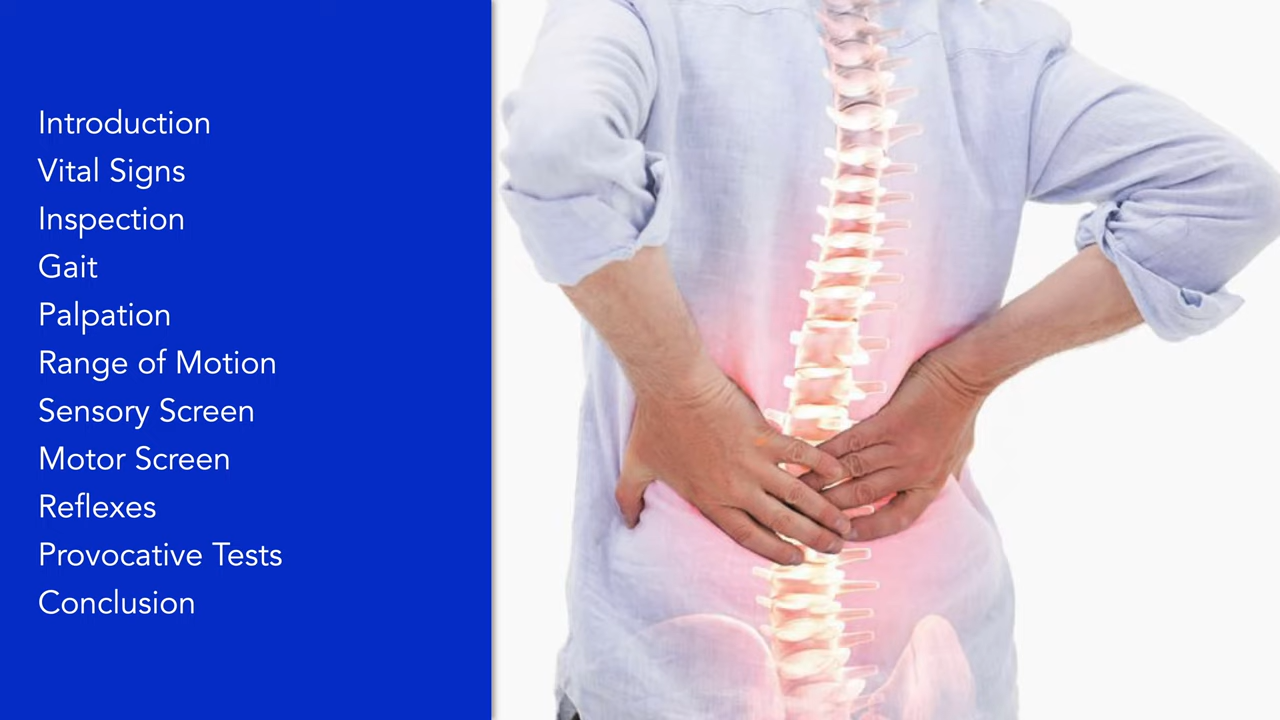 Introduction
Vital Signs
Inspection
Gait
Palpation
Range of Motion
Sensory Screen
Motor Screen
Reflexes
Provocative Tests
Conclusion